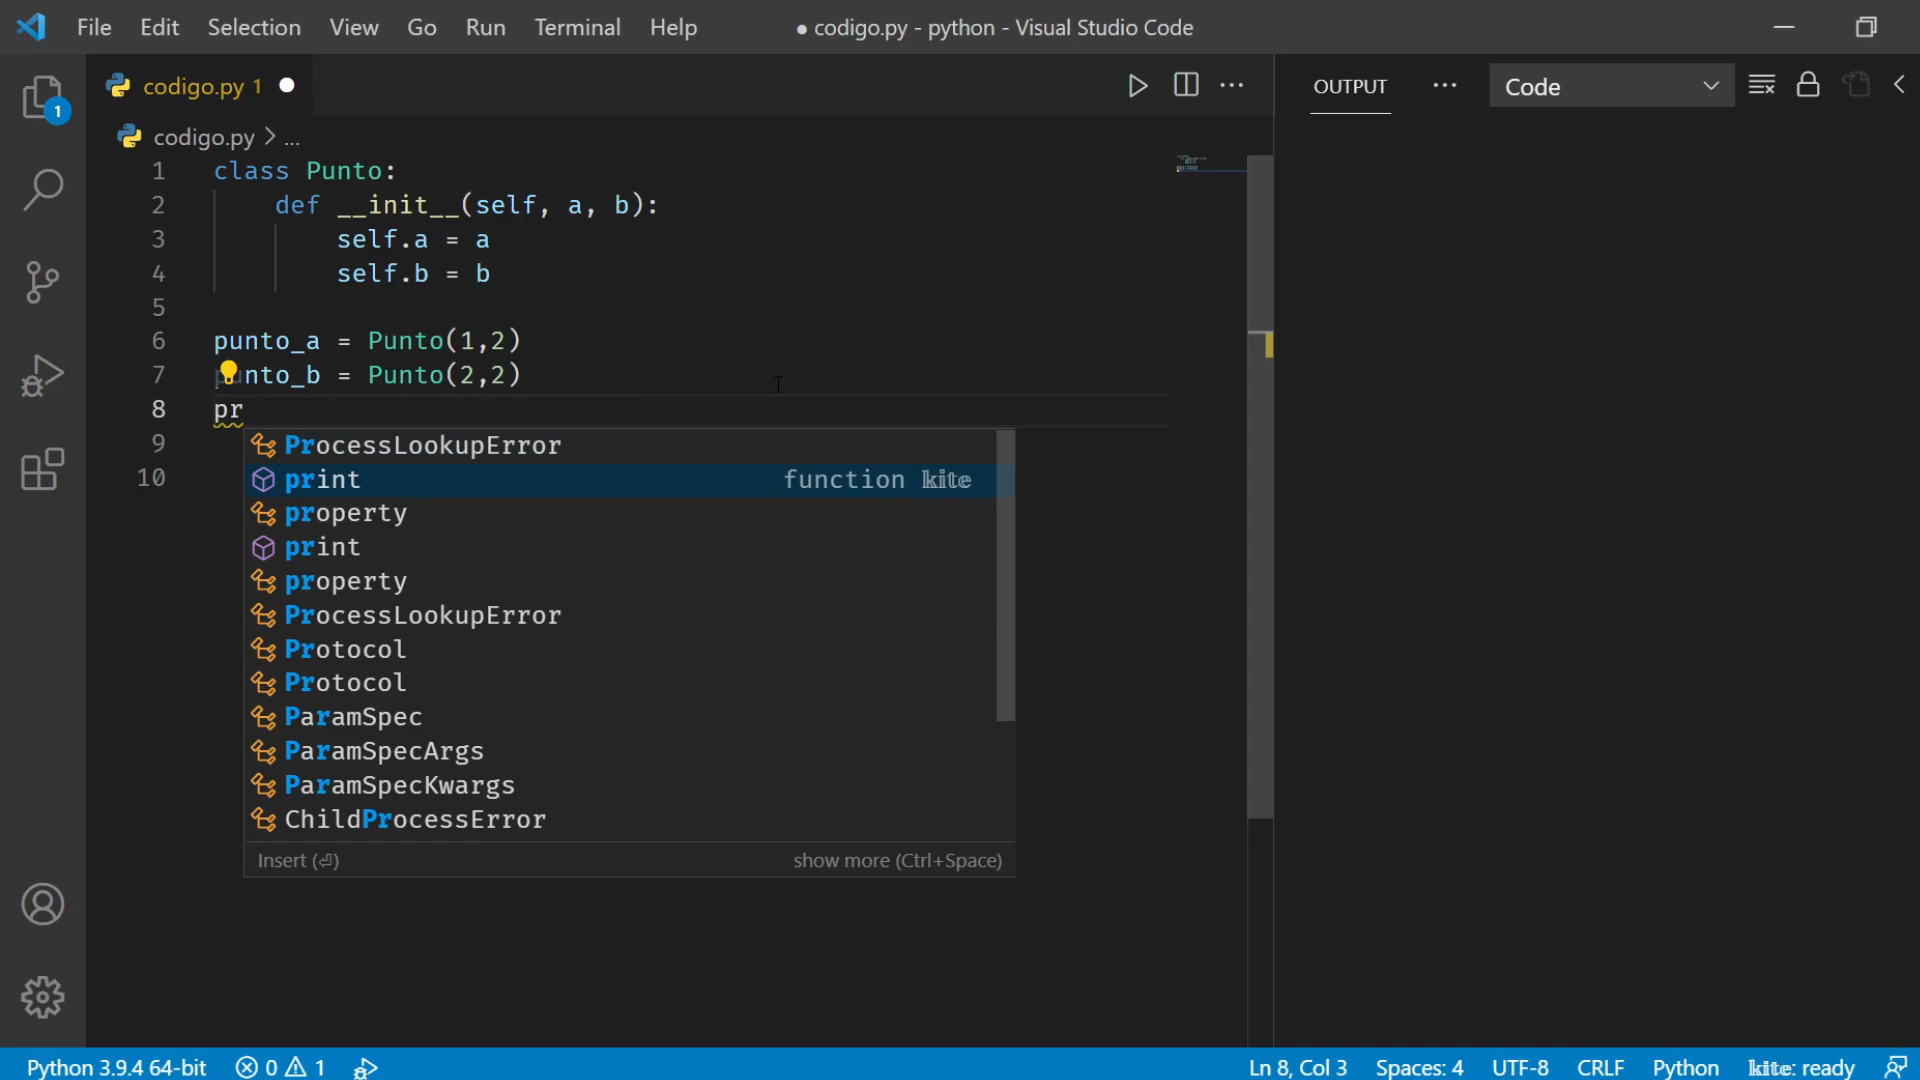 File Edit Selection View Go Run Terminal Help ● codigo.py - python - Visual Studio Code
codigo.py 1 OUTPUT ... Code
1
codigo.py > ...
1 class Punto:
2 def __init__(self, a, b):
3 self.a = a
4 self.b = b
5
6 punto_a = Punto(1,2)
7 punto_b = Punto(2,2)
8 pr
9 ProcessLookupError
10 print function kite
property
print
property
ProcessLookupError
Protocol
Protocol
ParamSpec
ParamSpecArgs
ParamSpecKwargs
ChildProcessError
Insert (⏎) show more (Ctrl+Space)
Python 3.9.4 64-bit 0 1 Ln 8, Col 3 Spaces: 4 UTF-8 CRLF Python kite: ready